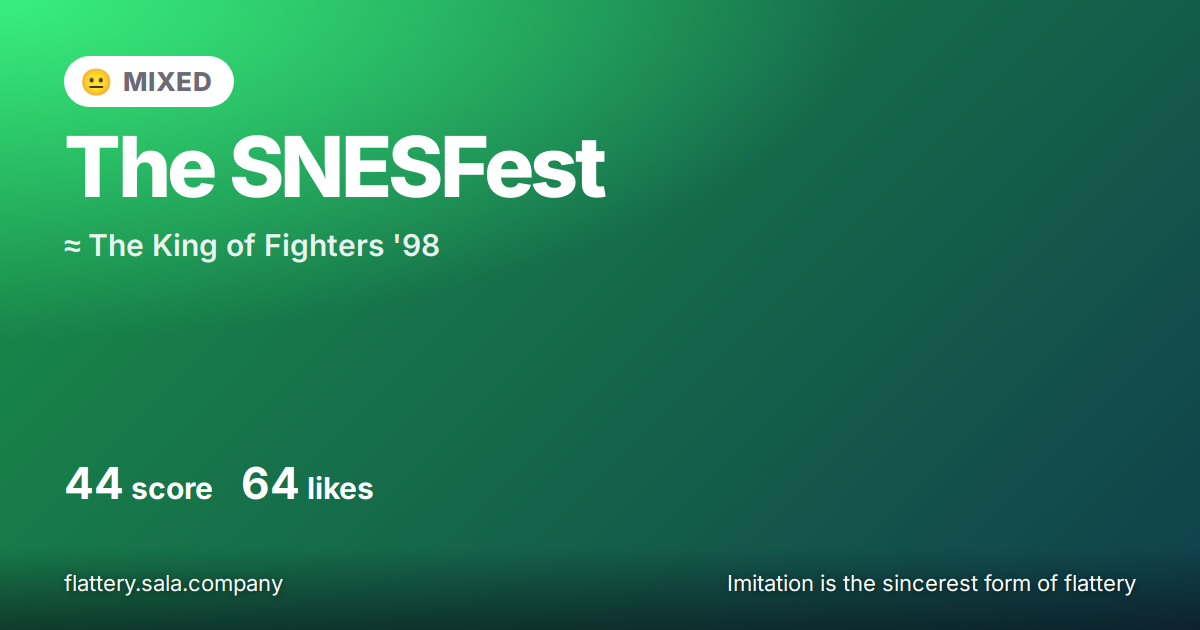 😐 MIXED
The SNESFest
≈ The King of Fighters '98
44 score 64 likes
flattery.sala.company
Imitation is the sincerest form of flattery